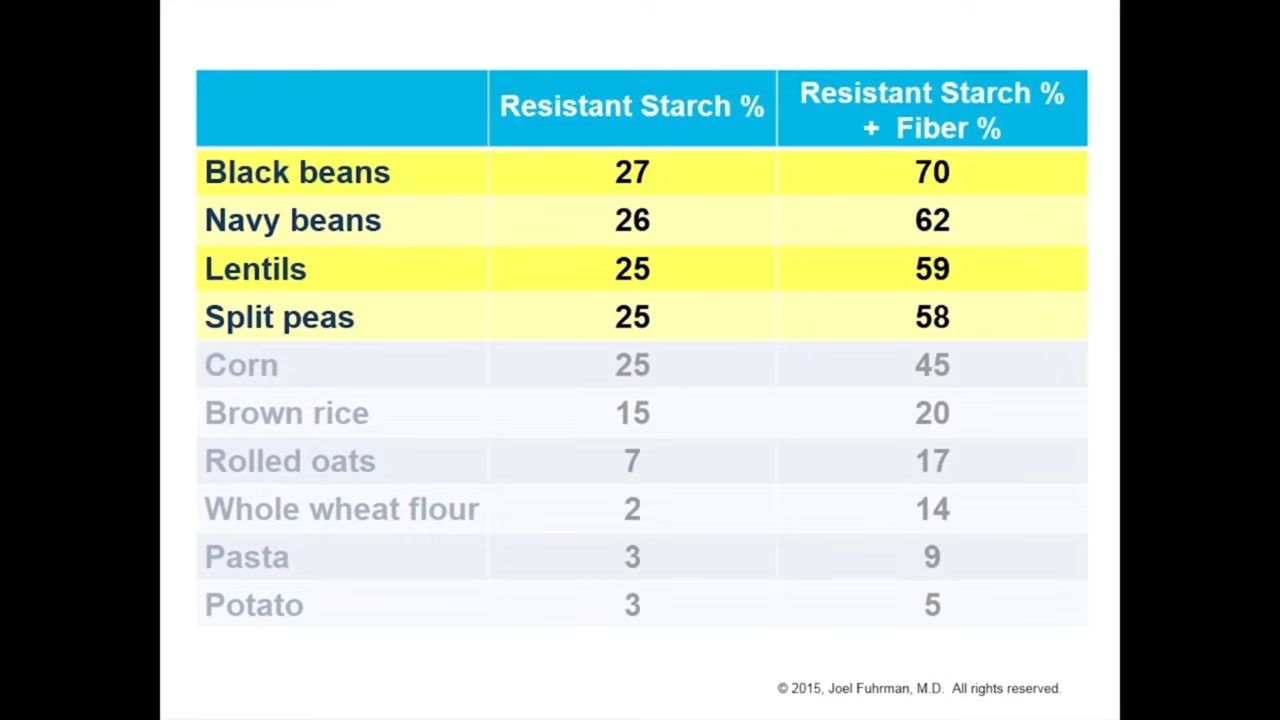 Resistant Starch % Resistant Starch %
+ Fiber %
Black beans 27 70
Navy beans 26 62
Lentils 25 59
Split peas 25 58
Corn 25 45
Brown rice 15 20
Rolled oats 7 17
Whole wheat flour 2 14
Pasta 3 9
Potato 3 5
© 2015, Joel Fuhrman, M.D. All rights reserved.